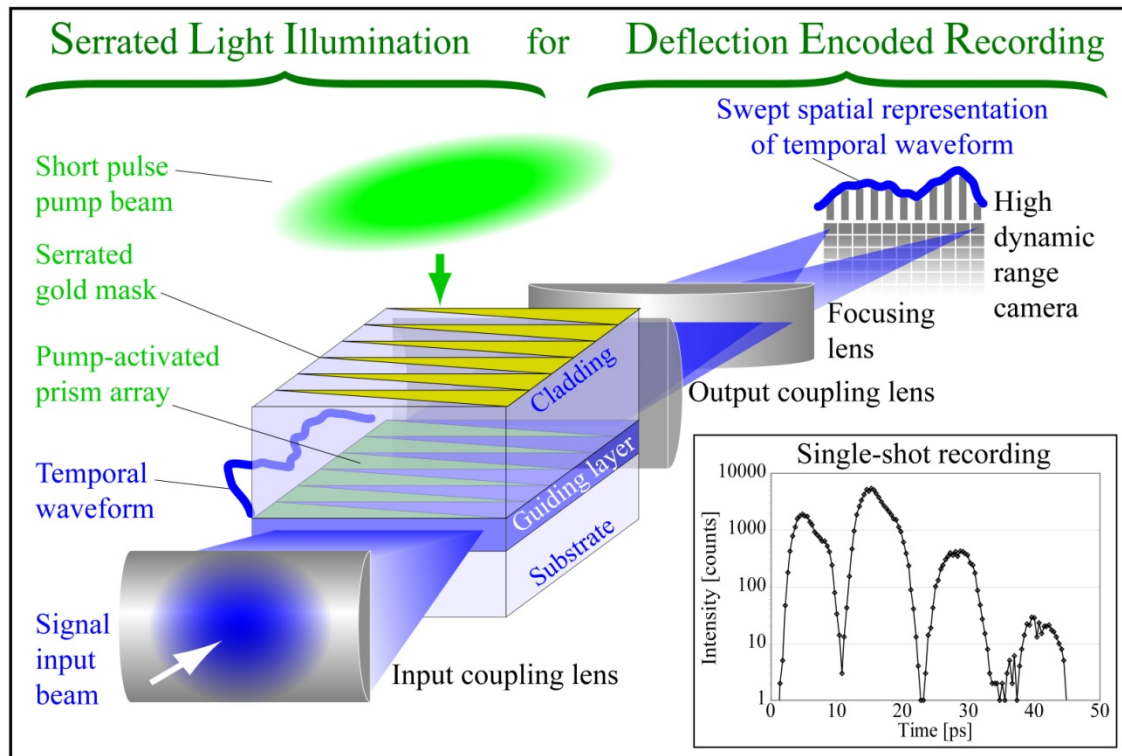 Serrated Light Illumination for Deflection Encoded Recording
Swept spatial representation
of temporal waveform
Short pulse
pump beam
High
dynamic
range
camera
Serrated
gold mask
Focusing
lens
Pump-activated
prism array
Cladding
Output coupling lens
Guiding layer
Temporal
waveform
Substrate
Signal
input
beam
Input coupling lens
Single-shot recording
Intensity [counts]
10000
1000
100
10
1
0 10 20 30 40 50
Time [ps]